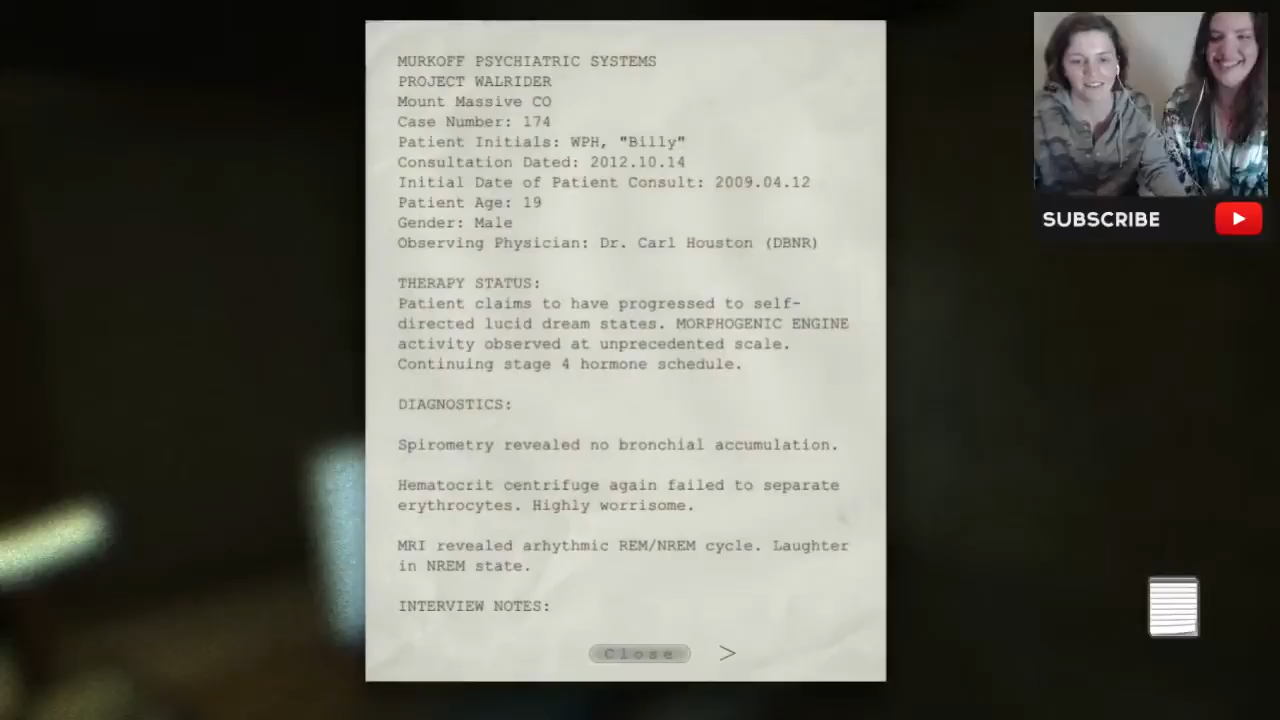 MURKOFF PSYCHIATRIC SYSTEMS
PROJECT WALRIDER
Mount Massive CO
Case Number: 174
Patient Initials: WPH, "Billy"
Consultation Dated: 2012.10.14
Initial Date of Patient Consult: 2009.04.12
Patient Age: 19
Gender: Male
Observing Physician: Dr. Carl Houston (DBNR)
THERAPY STATUS:
Patient claims to have progressed to self-
directed lucid dream states. MORPHOGENIC ENGINE
activity observed at unprecedented scale.
Continuing stage 4 hormone schedule.
DIAGNOSTICS:
Spirometry revealed no bronchial accumulation.
Hematocrit centrifuge again failed to separate
erythrocytes. Highly worrisome.
MRI revealed arhythmic REM/NREM cycle. Laughter
in NREM state.
INTERVIEW NOTES:
Close >
SUBSCRIBE